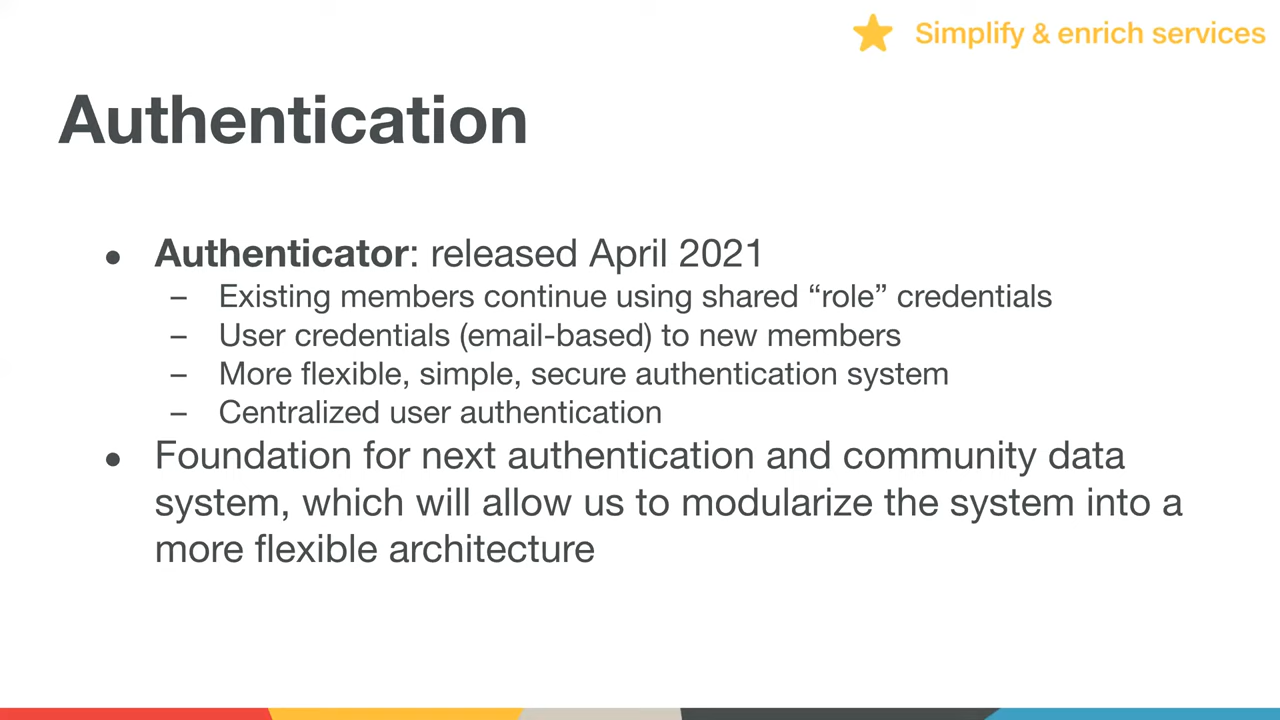 Simplify & enrich services
Authentication
● Authenticator: released April 2021
– Existing members continue using shared “role” credentials
– User credentials (email-based) to new members
– More flexible, simple, secure authentication system
– Centralized user authentication
● Foundation for next authentication and community data
system, which will allow us to modularize the system into a
more flexible architecture